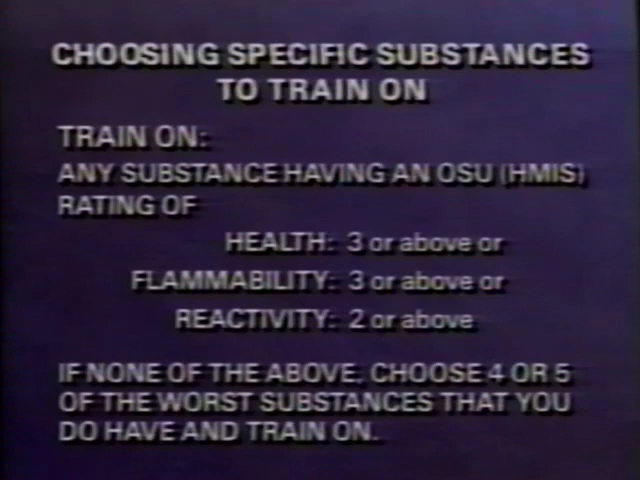 CHOOSING SPECIFIC SUBSTANCES
TO TRAIN ON
TRAIN ON:
ANY SUBSTANCE HAVING AN OSU (HMIS)
RATING OF
HEALTH: 3 or above or
FLAMMABILITY: 3 or above or
REACTIVITY: 2 or above
IF NONE OF THE ABOVE, CHOOSE 4 OR 5
OF THE WORST SUBSTANCES THAT YOU
DO HAVE AND TRAIN ON.